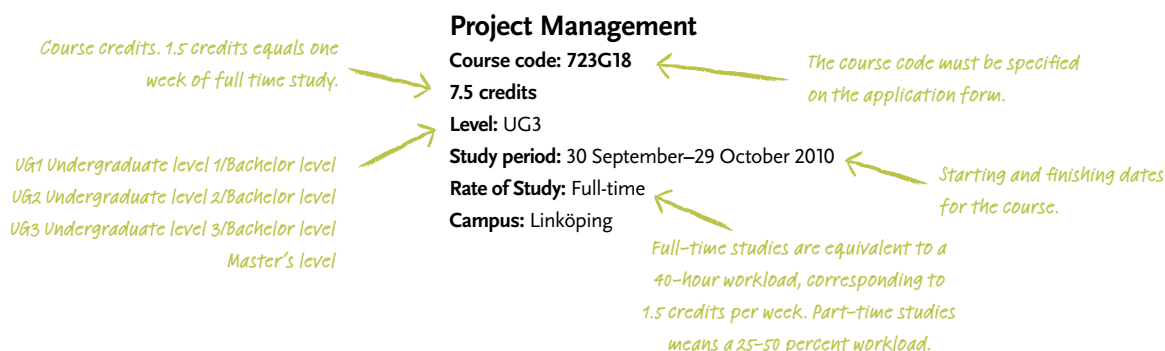 Project Management
Course code: 723G18
7.5 credits
Level: UG3
Study period: 30 September–29 October 2010
Rate of Study: Full-time
Campus: Linköping
Course credits. 1.5 credits equals one
week of full time study.
UG1 Undergraduate level 1/Bachelor level
UG2 Undergraduate level 2/Bachelor level
UG3 Undergraduate level 3/Bachelor level
Master's level
The course code must be specified
on the application form.
Starting and finishing dates
for the course.
Full-time studies are equivalent to a
40-hour workload, corresponding to
1.5 credits per week. Part-time studies
means a 25-50 percent workload.